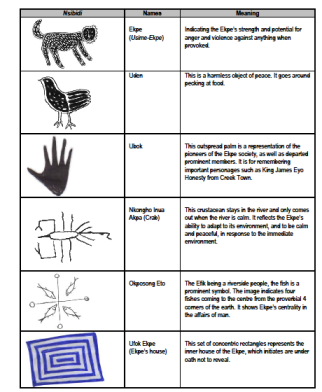 Nsibidi Names Meaning
Ekpe
(Usime-Ekpe)
Indicating the Ekpe's strength and potential for
anger and violence against anything when
provoked.
Uden
This is a harmless object of peace. It goes around
pecking at food.
Ubok
This outspread palm is a representation of the
pioneers of the Ekpe society, as well as departed
prominent members. It is for remembering
important personages such as King James Eyo
Honesty from Creek Town.
Nkongho Inua
Akpa (Crab)
This crustacean stays in the river and only comes
out when the river is calm. It reflects the Ekpe's
ability to adapt to its environment, and to be calm
and peaceful, in response to the immediate
environment.
Okposong Eto
The Efik being a riverside people, the fish is a
prominent symbol. The image indicates four
fishes coming to the centre from the proverbial 4
corners of the earth. It shows Ekpe's centrality in
the affairs of man.
Ufok Ekpe
(Ekpe's house)
This set of concentric rectangles represents the
inner house of the Ekpe, which initiates are under
oath not to reveal.